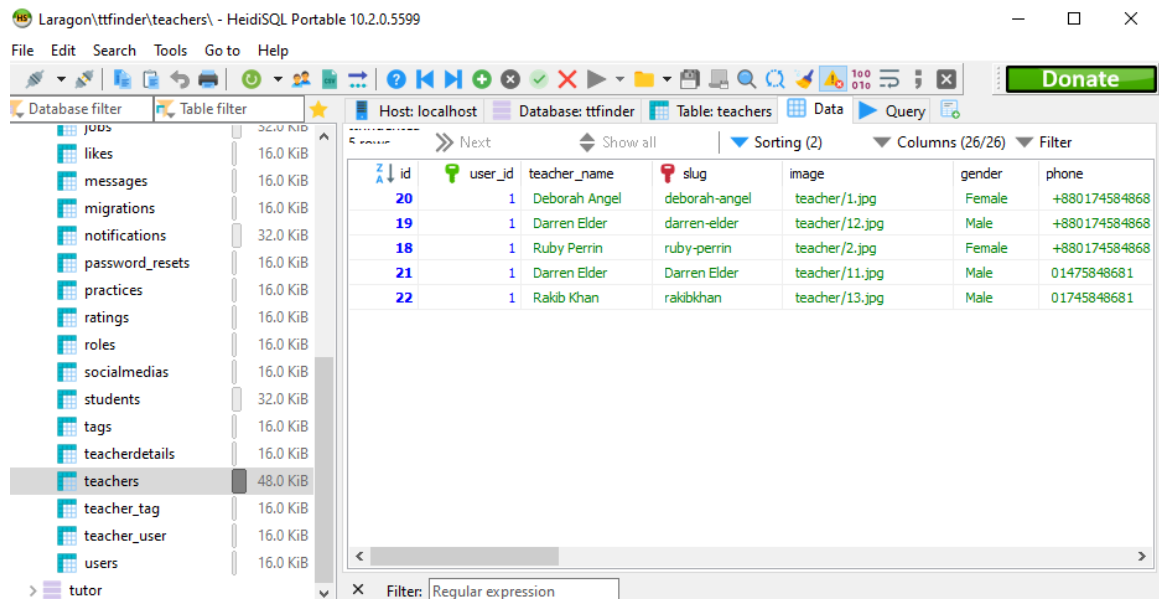 Laragon\ttfinder\teachers\ - HeidiSQL Portable 10.2.0.5599
File Edit Search Tools Go to Help
Donate
Database filter Table filter
Host: localhost Database: ttfinder Table: teachers Data Query
Next Show all Sorting (2) Columns (26/26) Filter
jobs 32.0 KiB
likes 16.0 KiB
messages 16.0 KiB
migrations 16.0 KiB
notifications 32.0 KiB
password_resets 16.0 KiB
practices 16.0 KiB
ratings 16.0 KiB
roles 16.0 KiB
socialmedias 16.0 KiB
students 32.0 KiB
tags 16.0 KiB
teacherdetails 16.0 KiB
teachers 48.0 KiB
teacher_tag 16.0 KiB
teacher_user 16.0 KiB
users 16.0 KiB
tutor
id user_id teacher_name slug image gender phone
20 1 Deborah Angel deborah-angel teacher/1.jpg Female +880174584868
19 1 Darren Elder darren-elder teacher/12.jpg Male +880174584868
18 1 Ruby Perrin ruby-perrin teacher/2.jpg Female +880174584868
21 1 Darren Elder Darren Elder teacher/11.jpg Male 01475848681
22 1 Rakib Khan rakibkhan teacher/13.jpg Male 01745848681
Filter: Regular expression